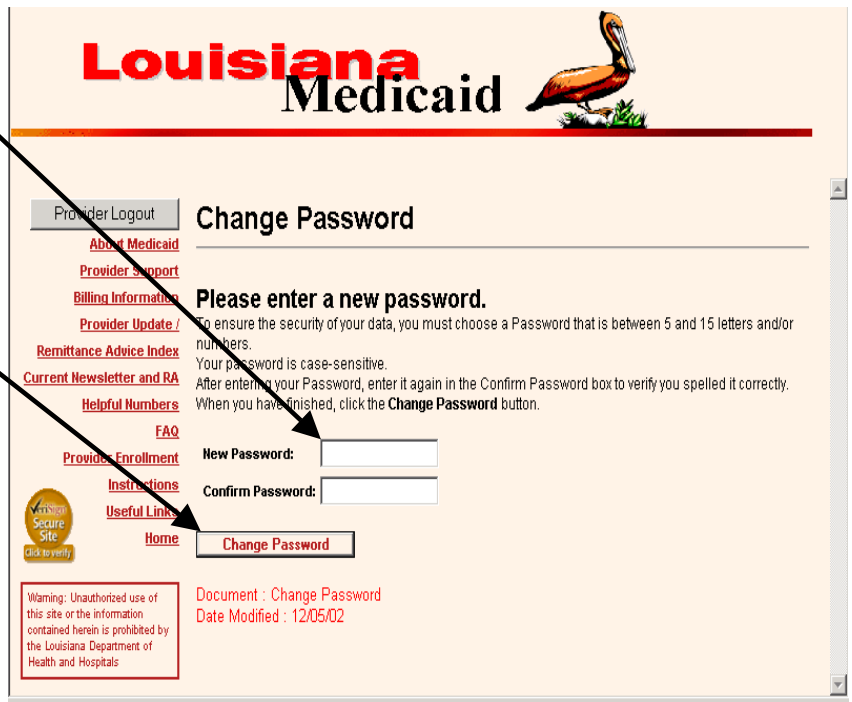 Louisiana
Medicaid
Provider Logout
About Medicaid
Provider Support
Billing Information
Provider Update /
Remittance Advice Index
Current Newsletter and RA
Helpful Numbers
FAQ
Provider Enrollment
Instructions
Useful Links
Home
VeriSign
Secure
Site
Click to verify
Warning: Unauthorized use of
this site or the information
contained herein is prohibited by
the Louisiana Department of
Health and Hospitals
Change Password
Please enter a new password.
To ensure the security of your data, you must choose a Password that is between 5 and 15 letters and/or
numbers.
Your password is case-sensitive.
After entering your Password, enter it again in the Confirm Password box to verify you spelled it correctly.
When you have finished, click the Change Password button.
New Password:
Confirm Password:
Change Password
Document : Change Password
Date Modified : 12/05/02